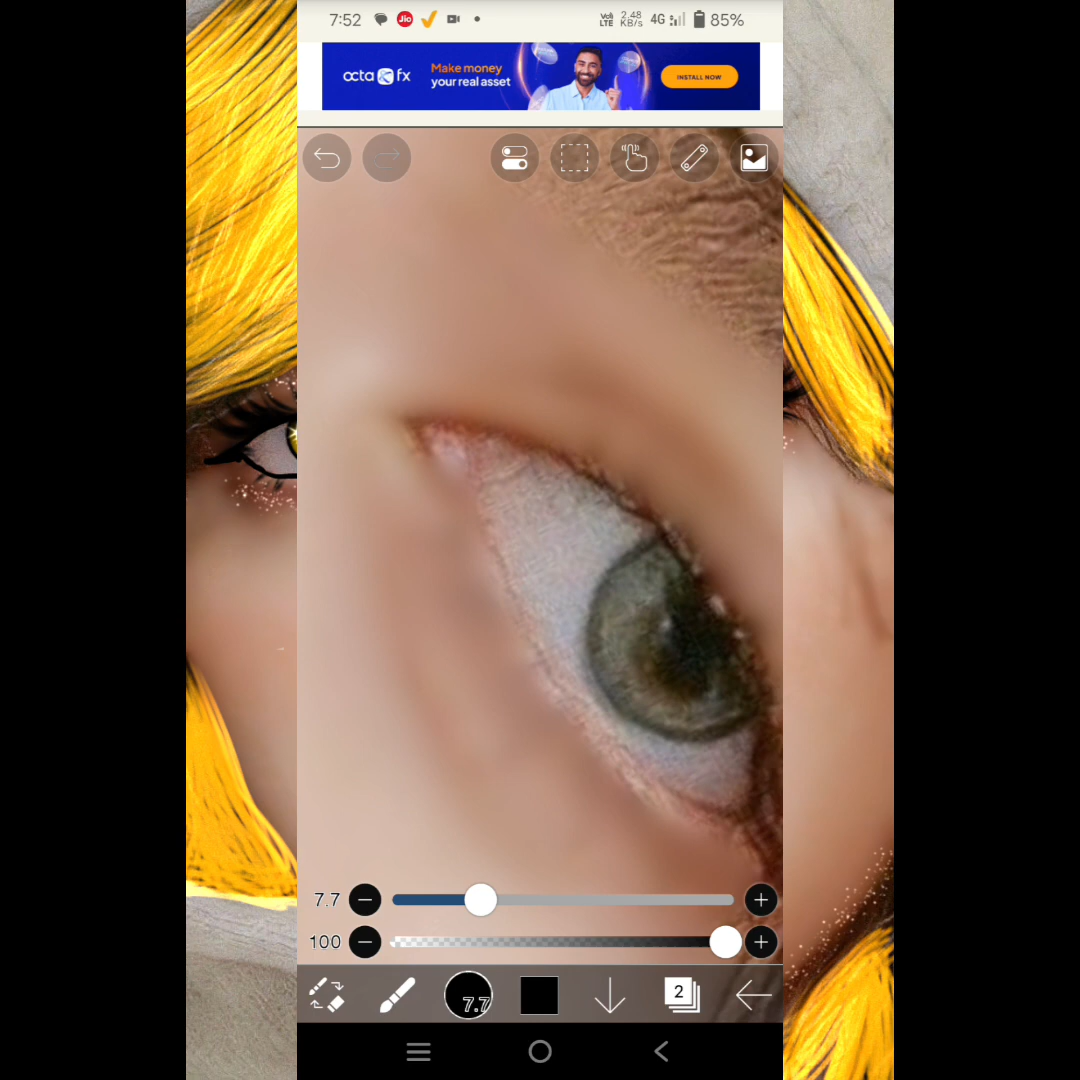 7:52 Jio Vo) LTE 2.48 KB/s 4G 85%
octa fx
Make money
your real asset
INSTALL NOW
7.7
100
7.7
2